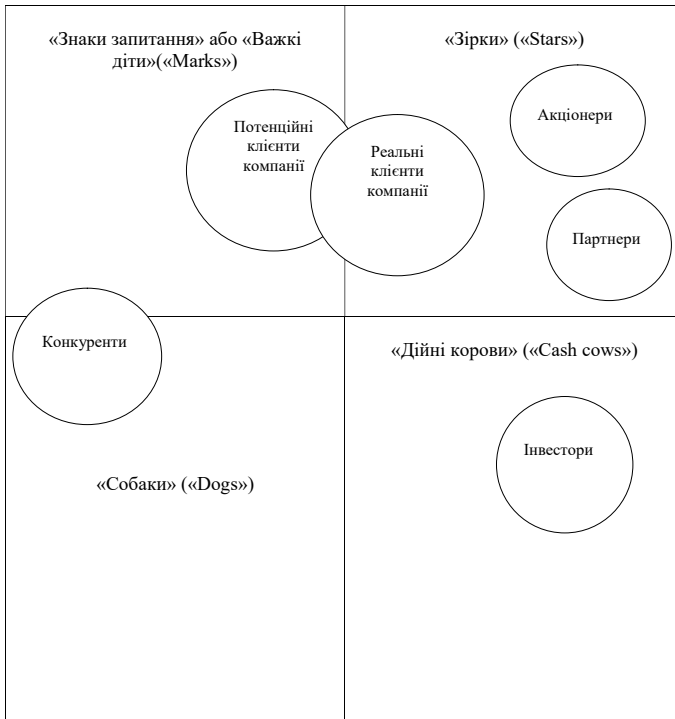 «Знаки запитання» або «Важкі
діти»(«Marks»)
«Зірки» («Stars»)
Потенційні
клієнти
компанії
Реальні
клієнти
компанії
Акціонери
Партнери
Конкуренти
«Дійні корови» («Cash cows»)
Інвестори
«Собаки» («Dogs»)